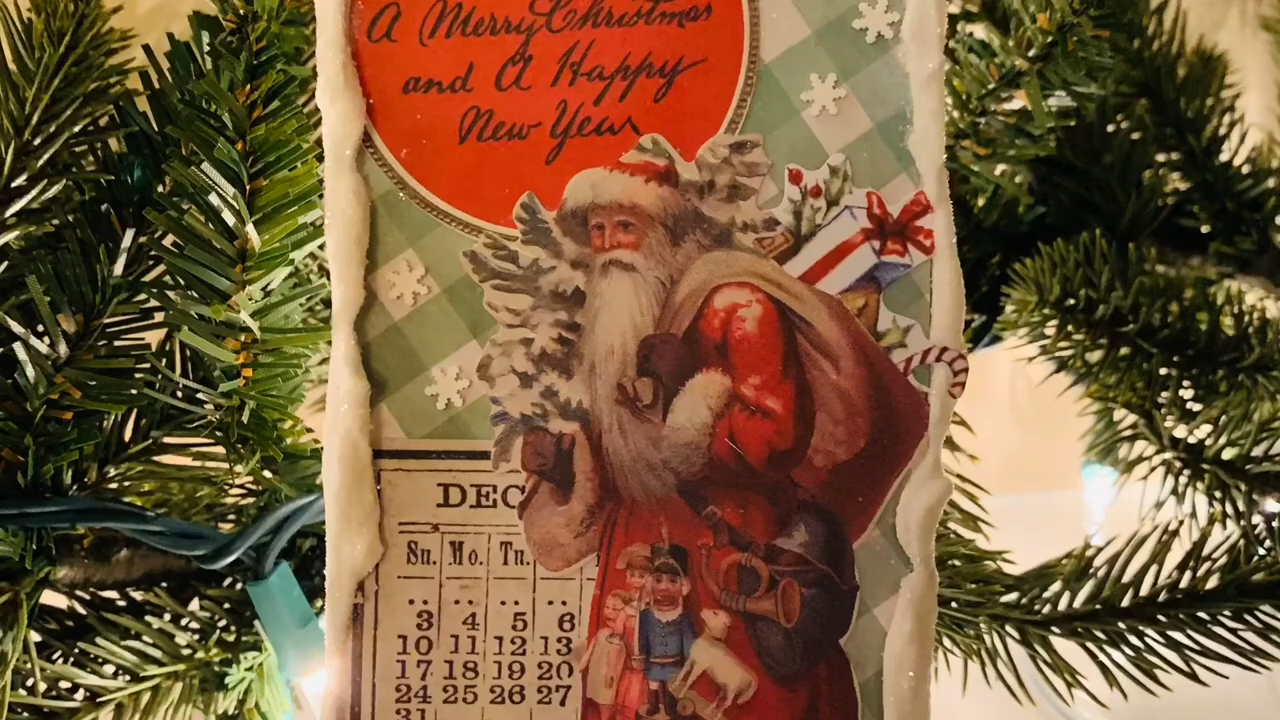 A Merry Christmas
and A Happy
New Year
DEC
Su. Mo. Tu.
.. .. .. ..
3 4 5 6
10 11 12 13
17 18 19 20
24 25 26 27
31